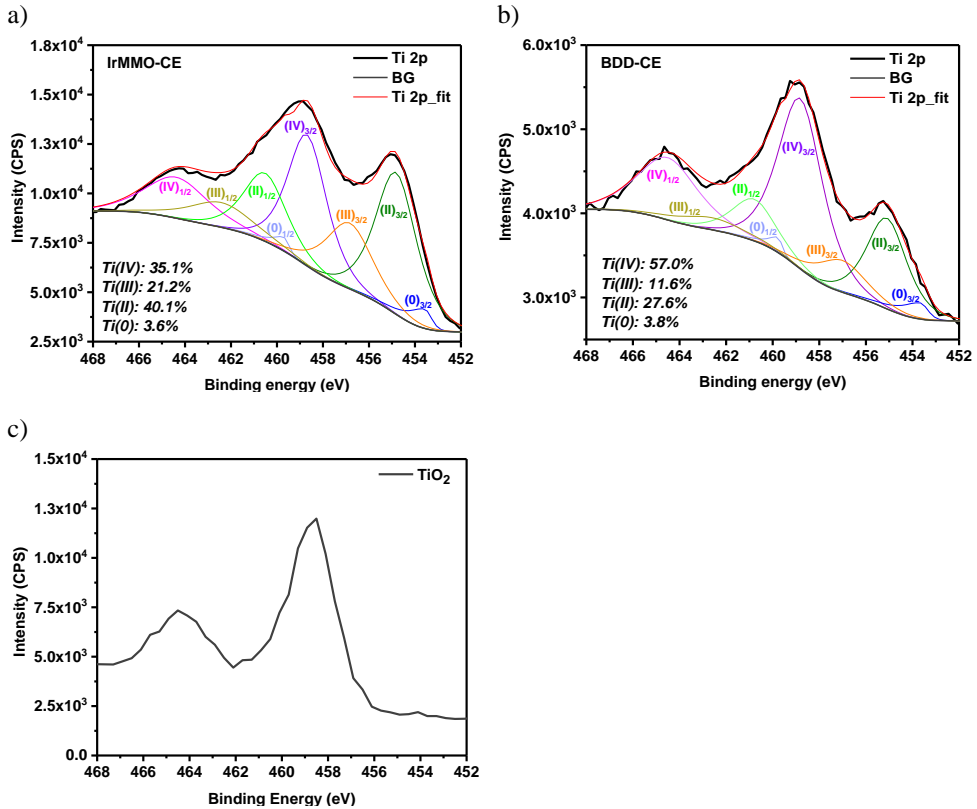 a)
1.8x10⁴
1.5x10⁴
1.3x10⁴
1.0x10⁴
7.5x10³
5.0x10³
2.5x10³
Intensity (CPS)
IrMMO-CE
Ti 2p
BG
Ti 2p_fit
(IV)3/2
(IV)1/2
(III)1/2
(II)1/2
(0)1/2
(III)3/2
(II)3/2
(0)3/2
Ti(IV): 35.1%
Ti(III): 21.2%
Ti(II): 40.1%
Ti(0): 3.6%
468 466 464 462 460 458 456 454 452
Binding energy (eV)
b)
6.0x10³
5.0x10³
4.0x10³
3.0x10³
Intensity (CPS)
BDD-CE
Ti 2p
BG
Ti 2p_fit
(IV)3/2
(IV)1/2
(II)1/2
(III)1/2
(0)1/2
(III)3/2
(II)3/2
(0)3/2
Ti(IV): 57.0%
Ti(III): 11.6%
Ti(II): 27.6%
Ti(0): 3.8%
468 466 464 462 460 458 456 454 452
Binding energy (eV)
c)
1.5x10⁴
1.3x10⁴
1.0x10⁴
7.5x10³
5.0x10³
2.5x10³
0.0
Intensity (CPS)
TiO₂
468 466 464 462 460 458 456 454 452
Binding Energy (eV)